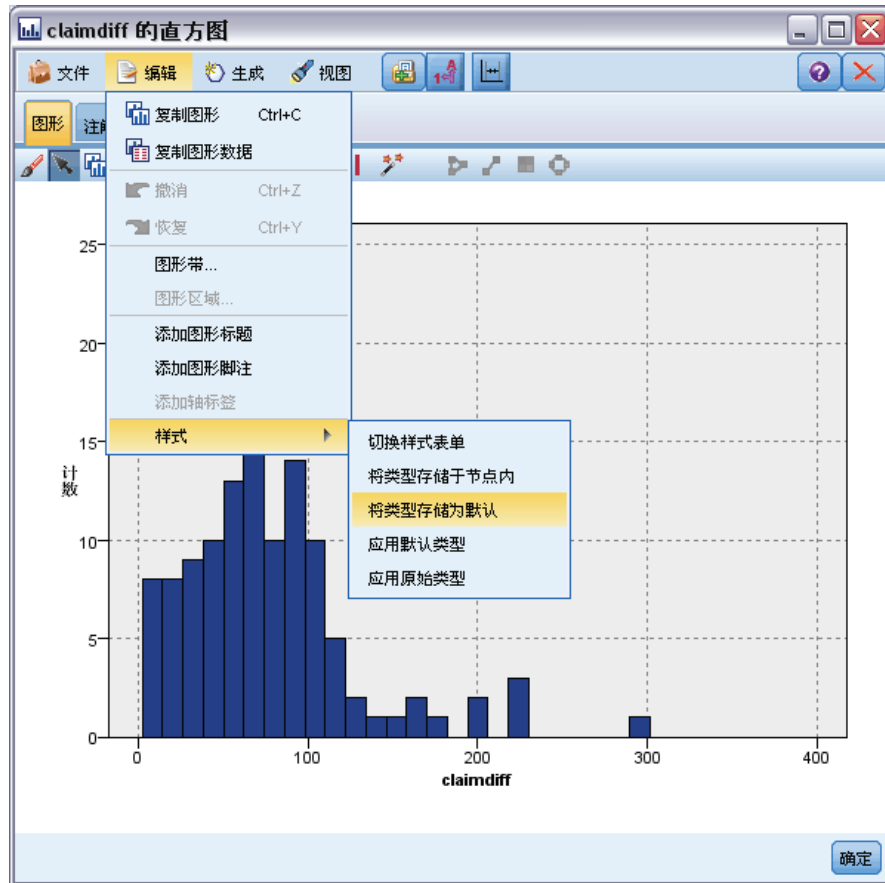 claimdiff 的直方图
文件 编辑 生成 视图
图形
复制图形 Ctrl+C
复制图形数据
撤消 Ctrl+Z
恢复 Ctrl+Y
图形带...
图形区域...
添加图形标题
添加图形脚注
添加轴标签
样式
切换样式表单
将类型存储于节点内
将类型存储为默认
应用默认类型
应用原始类型
25
20
15
10
5
0
计数
0 100 200 300 400
claimdiff
确定